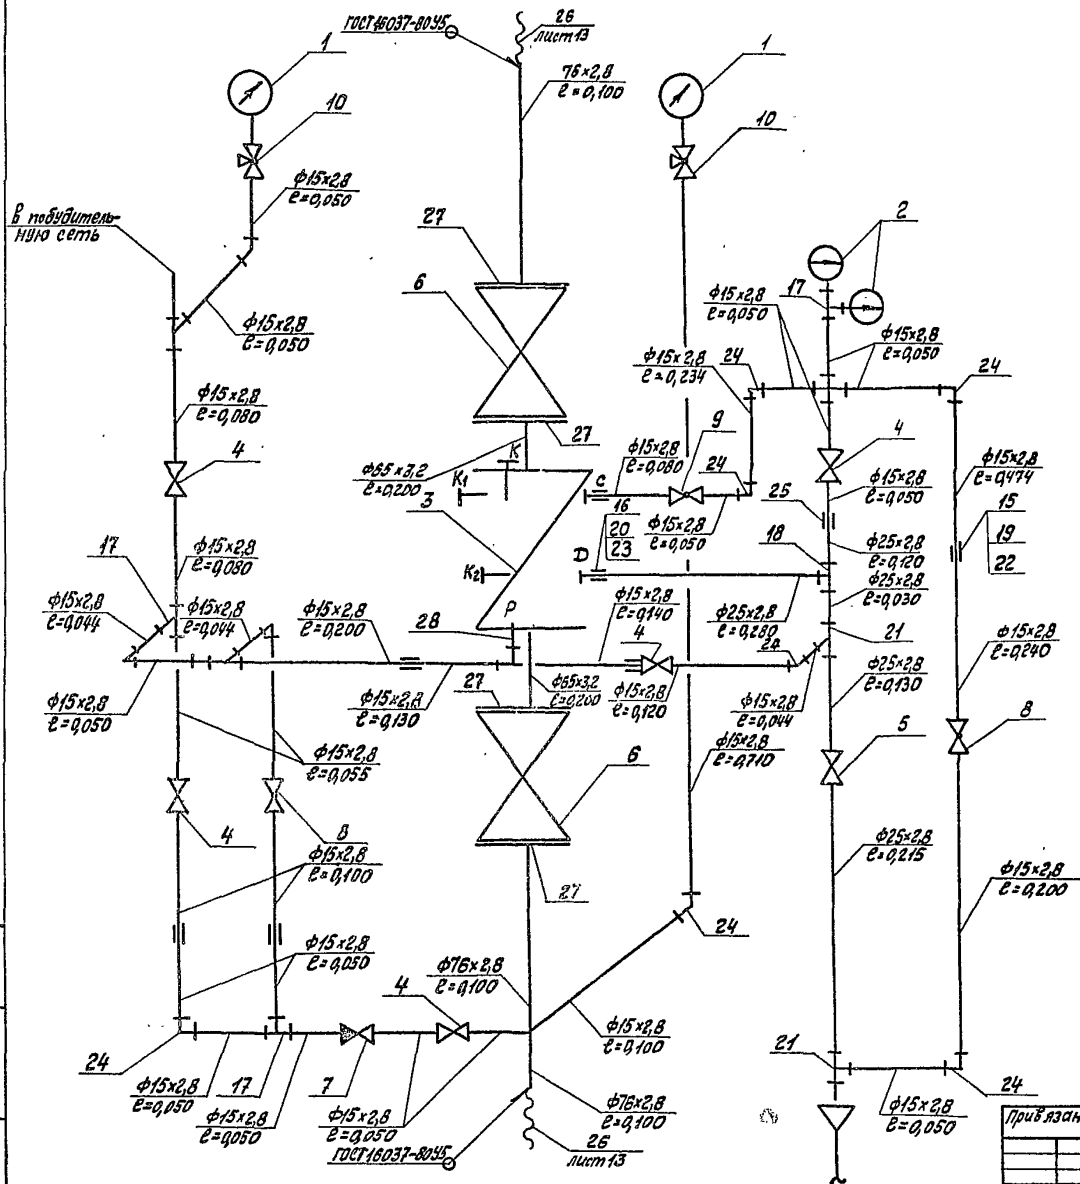 ГОСТ 16037-80У5
26
лист 13
1
76×2,8
ℓ=0,100
1
10
10
ф15×2,8
ℓ=0,050
В побудитель-
ную сеть
27
2
6
17
ф15×2,8
ℓ=0,050
ф15×2,8
ℓ=0,050
ф15×2,8
ℓ=0,050
ф15×2,8
ℓ=0,234
24
24
ф15×2,8
ℓ=0,080
9
27
4
4
К
ф65×3,2
ℓ=0,200
К1
ф15×2,8
ℓ=0,080
24
ф15×2,8
ℓ=0,474
С
ф15×2,8
ℓ=0,050
3
16
20
23
ф15×2,8
ℓ=0,050
25
15
19
22
17
ф15×2,8
ℓ=0,080
D
18
ф25×2,8
ℓ=0,120
К2
ф25×2,8
ℓ=0,030
ф15×2,8
ℓ=0,044
ф15×2,8
ℓ=0,044
ф15×2,8
ℓ=0,200
Р
ф15×2,8
ℓ=0,140
ф25×2,8
ℓ=0,280
28
4
21
ф15×2,8
ℓ=0,240
24
ф65×3,2
ℓ=0,200
ф25×2,8
ℓ=0,130
27
ф15×2,8
ℓ=0,050
ф15×2,8
ℓ=0,130
ф15×2,8
ℓ=0,120
ф15×2,8
ℓ=0,044
8
5
ф15×2,8
ℓ=0,055
6
ф15×2,8
ℓ=0,710
4
8
ф25×2,8
ℓ=0,215
ф15×2,8
ℓ=0,100
27
ф15×2,8
ℓ=0,200
24
ф15×2,8
ℓ=0,050
ф76×2,8
ℓ=0,100
4
ф15×2,8
ℓ=0,100
24
21
ф15×2,8
ℓ=0,050
17
7
24
ф15×2,8
ℓ=0,050
ф15×2,8
ℓ=0,050
ф76×2,8
ℓ=0,100
ф15×2,8
ℓ=0,050
ГОСТ 16037-80У5
26
лист 13
Привязан